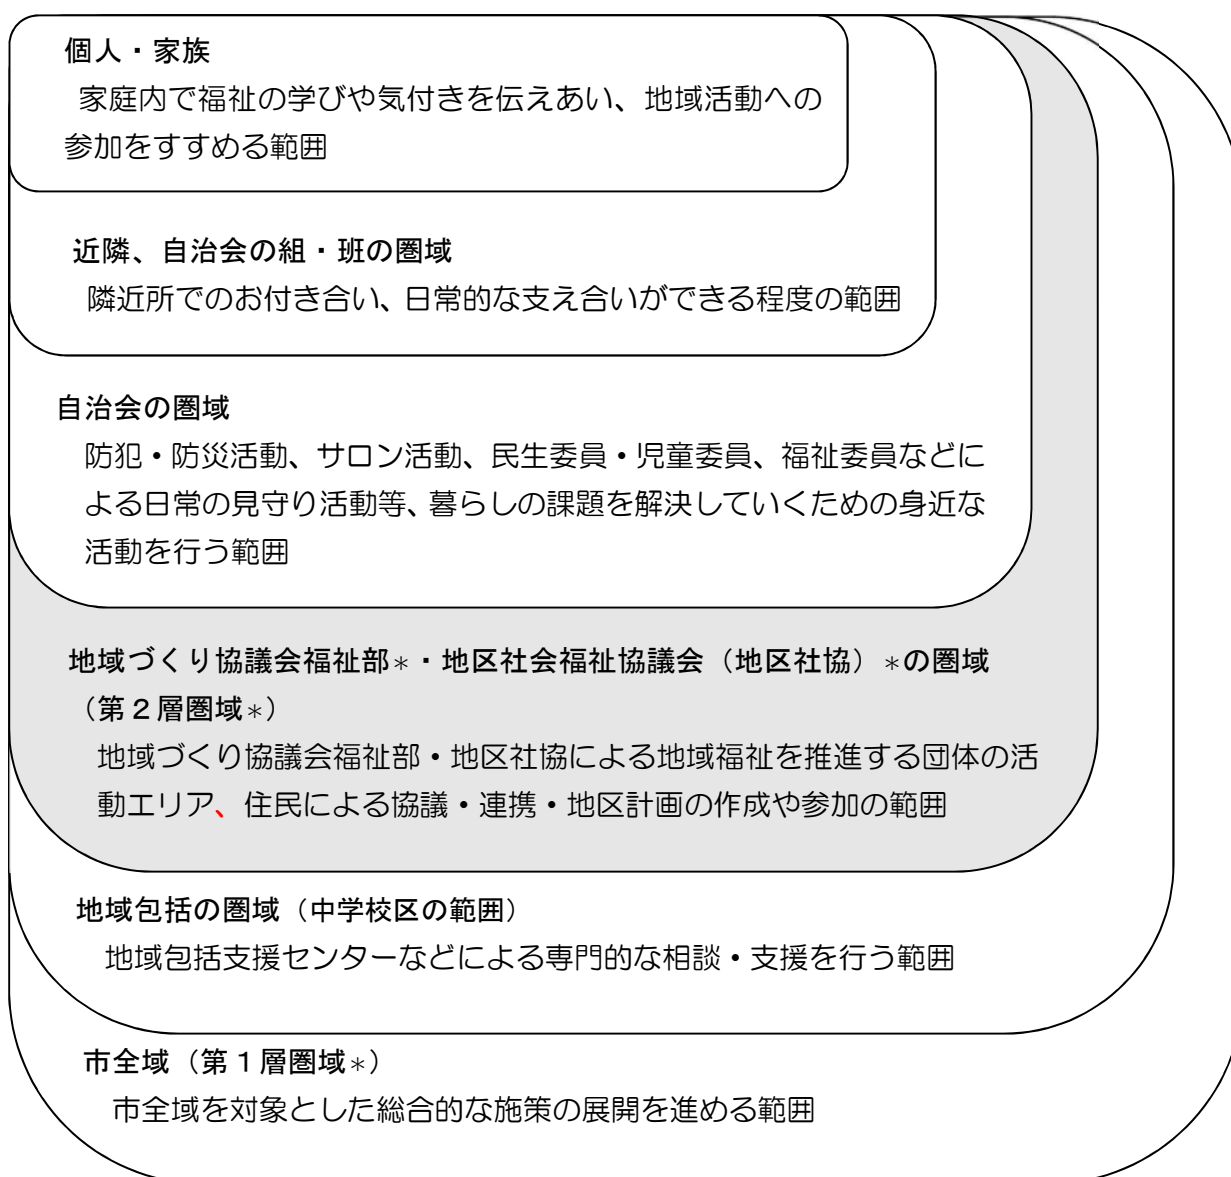 個人・家族
家庭内で福祉の学びや気付きを伝えあい、地域活動への
参加をすすめる範囲
近隣、自治会の組・班の圏域
隣近所でのお付き合い、日常的な支え合いができる程度の範囲
自治会の圏域
防犯・防災活動、サロン活動、民生委員・児童委員、福祉委員などに
よる日常の見守り活動等、暮らしの課題を解決していくための身近な
活動を行う範囲
地域づくり協議会福祉部＊・地区社会福祉協議会（地区社協）＊の圏域
（第２層圏域＊）
地域づくり協議会福祉部・地区社協による地域福祉を推進する団体の活
動エリア、住民による協議・連携・地区計画の作成や参加の範囲
地域包括の圏域（中学校区の範囲）
地域包括支援センターなどによる専門的な相談・支援を行う範囲
市全域（第１層圏域＊）
市全域を対象とした総合的な施策の展開を進める範囲